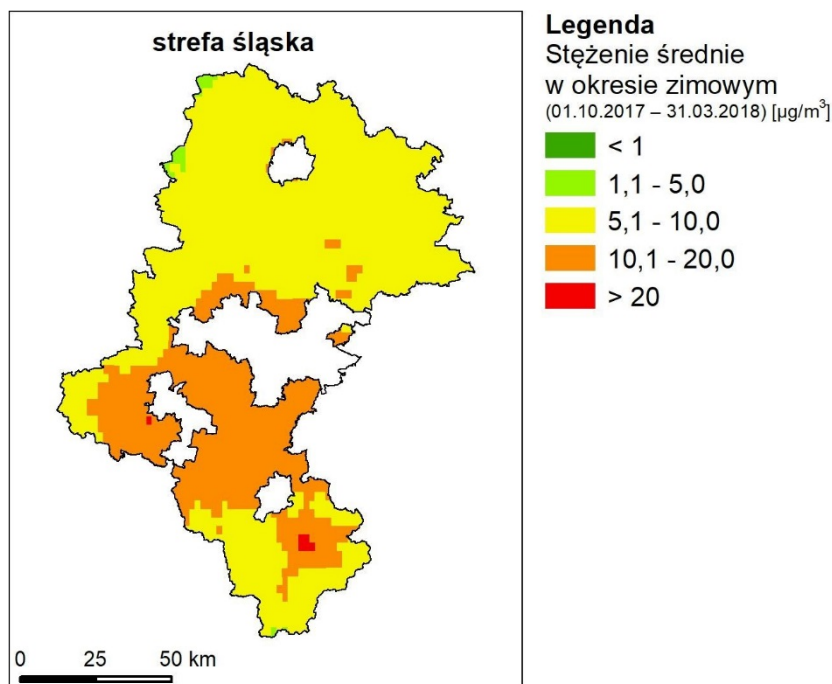 strefa śląska
Legenda
Stężenie średnie
w okresie zimowym
(01.10.2017 – 31.03.2018) [µg/m³]
< 1
1,1 - 5,0
5,1 - 10,0
10,1 - 20,0
> 20
0 25 50 km